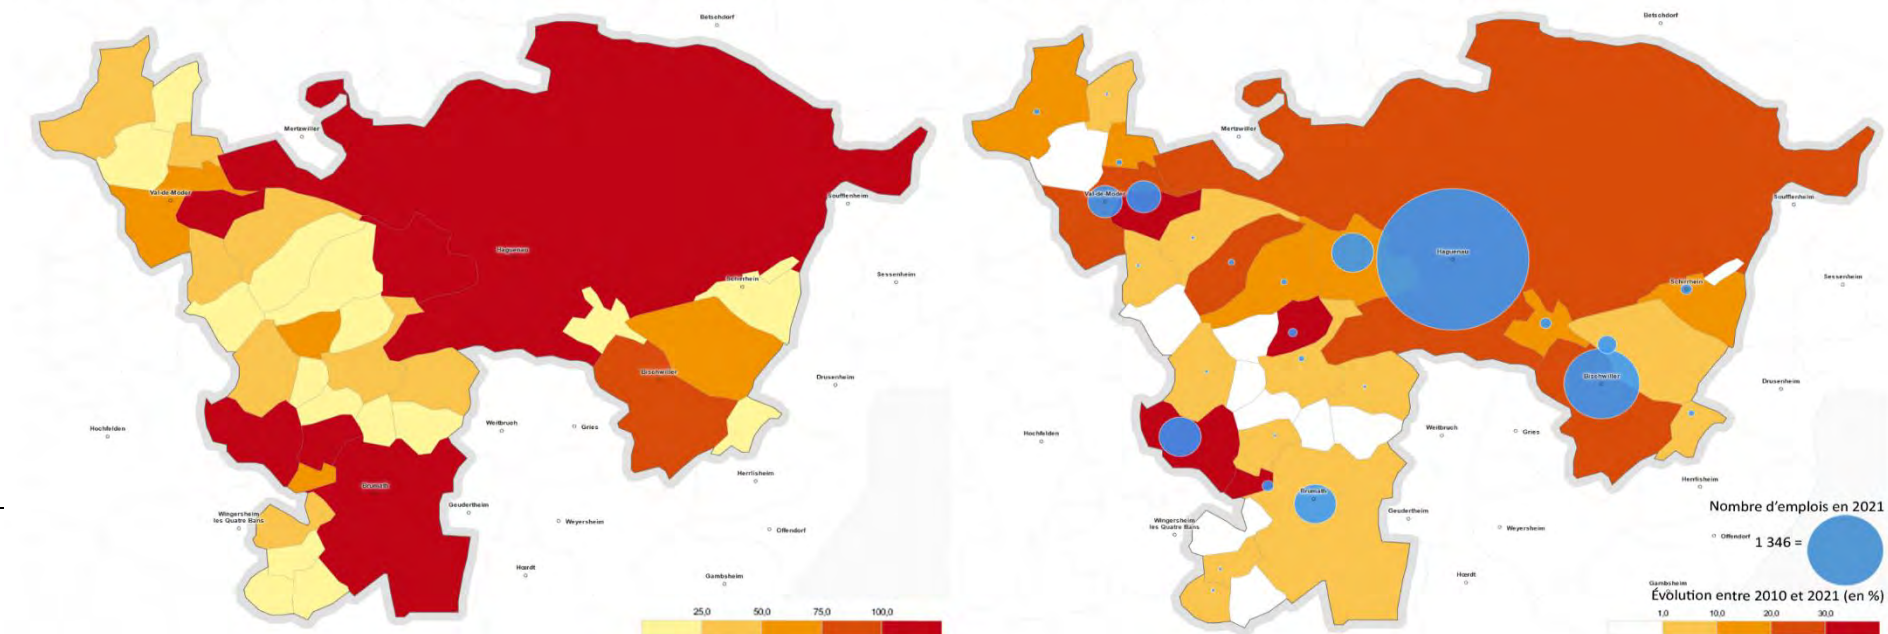 Betschdorf
Mertzwiller
Val-de-Moder
Soufflenheim
Haguenau
Schirrhein
Sessenheim
Bischwiller
Drusenheim
Hochfelden
Weitbruch
Gries
Herrlisheim
Brumath
Geudertheim
Wingersheim
les Quatre Bans
Weyersheim
Offendorf
Hœrdt
Gambsheim
25,0 50,0 75,0 100,0
Betschdorf
Mertzwiller
Val-de-Moder
Soufflenheim
Haguenau
Schirrhein
Sessenheim
Bischwiller
Drusenheim
Hochfelden
Weitbruch
Gries
Herrlisheim
Brumath
Geudertheim
Wingersheim
les Quatre Bans
Weyersheim
Nombre d'emplois en 2021
Offendorf
1 346 =
Hœrdt
Gambsheim
Évolution entre 2010 et 2021 (en %)
1,0 10,0 20,0 30,0